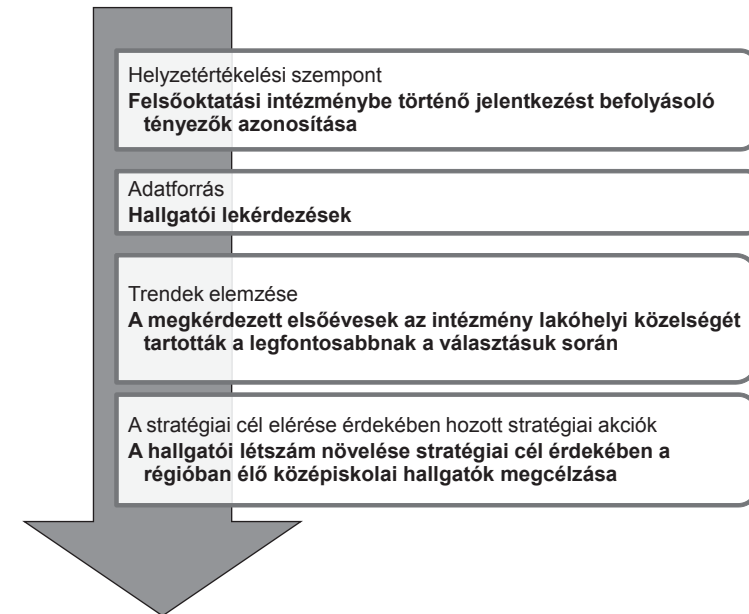 Helyzetértékelési szempont
Felsőoktatási intézménybe történő jelentkezést befolyásoló
tényezők azonosítása
Adatforrás
Hallgatói lekérdezések
Trendek elemzése
A megkérdezett elsőévesek az intézmény lakóhelyi közelségét
tartották a legfontosabbnak a választásuk során
A stratégiai cél elérése érdekében hozott stratégiai akciók
A hallgatói létszám növelése stratégiai cél érdekében a
régióban élő középiskolai hallgatók megcélzása